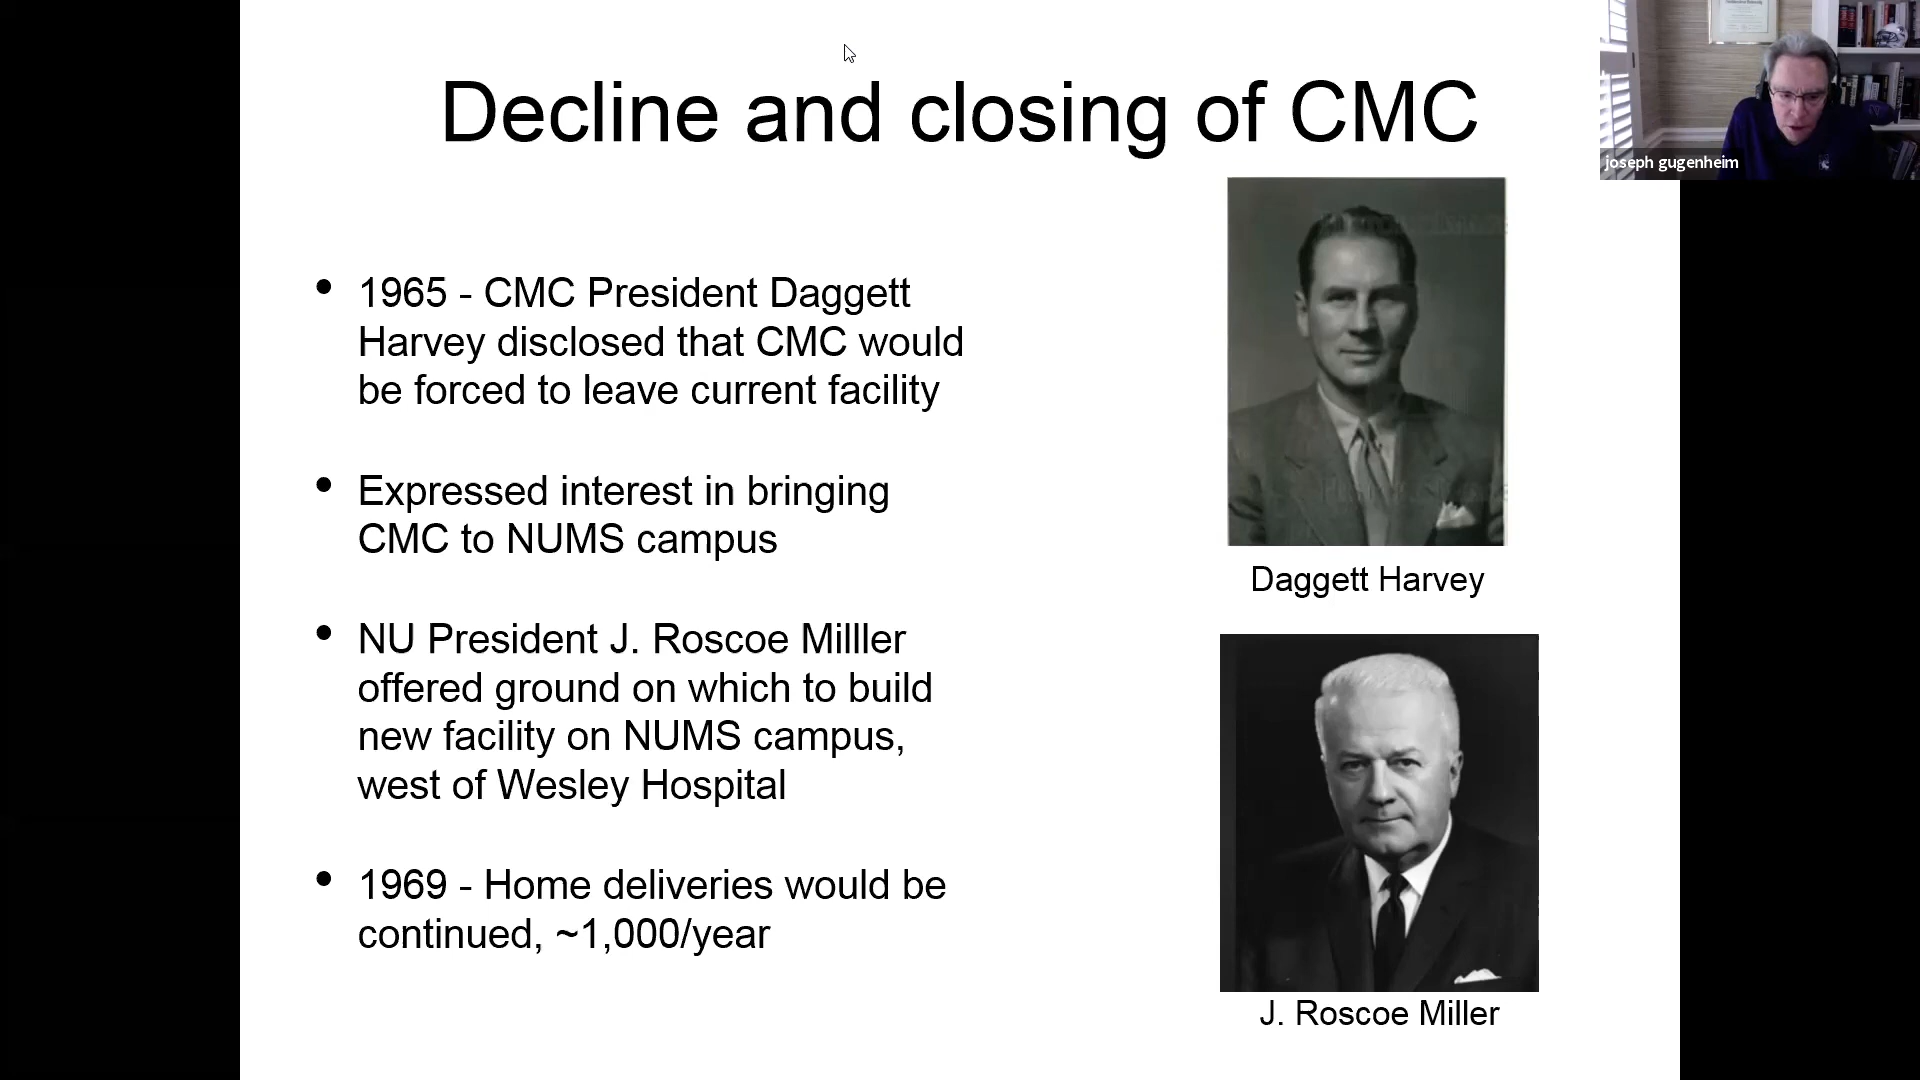 Decline and closing of CMC
joseph gugenheim
• 1965 - CMC President Daggett
Harvey disclosed that CMC would
be forced to leave current facility
• Expressed interest in bringing
CMC to NUMS campus
• NU President J. Roscoe Milller
offered ground on which to build
new facility on NUMS campus,
west of Wesley Hospital
• 1969 - Home deliveries would be
continued, ~1,000/year
Daggett Harvey
J. Roscoe Miller